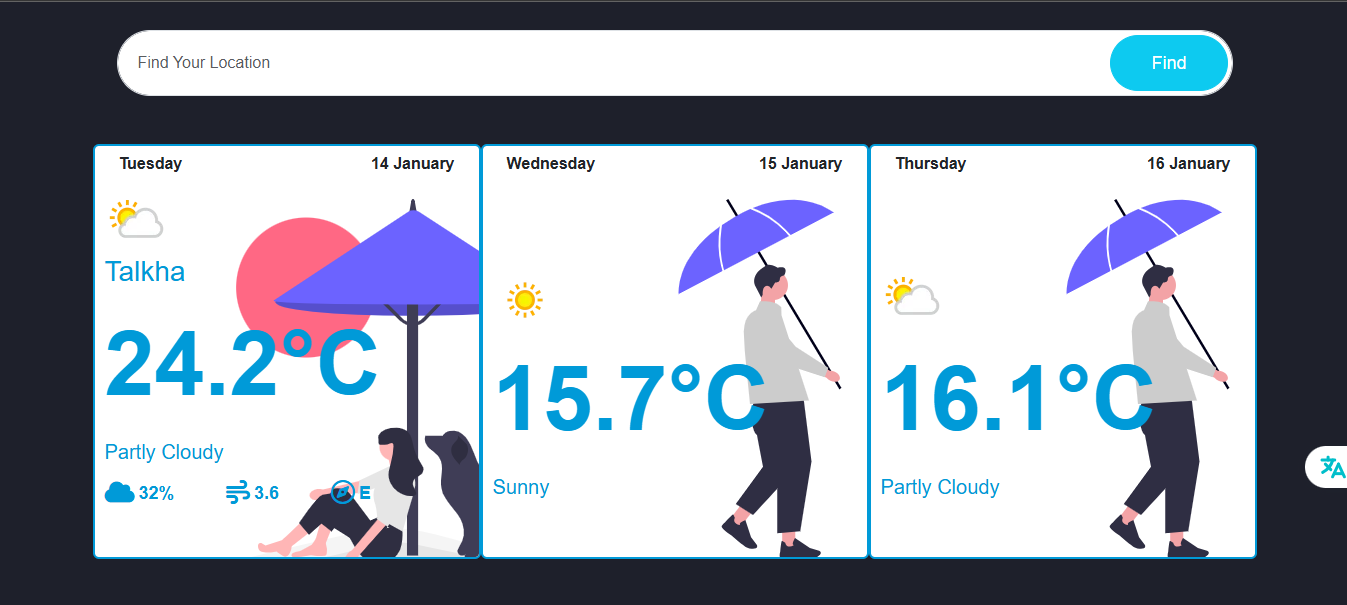 Find Your Location
Find
Tuesday 14 January
Talkha
24.2°C
Partly Cloudy
32% 3.6 E
Wednesday 15 January
15.7°C
Sunny
Thursday 16 January
16.1°C
Partly Cloudy